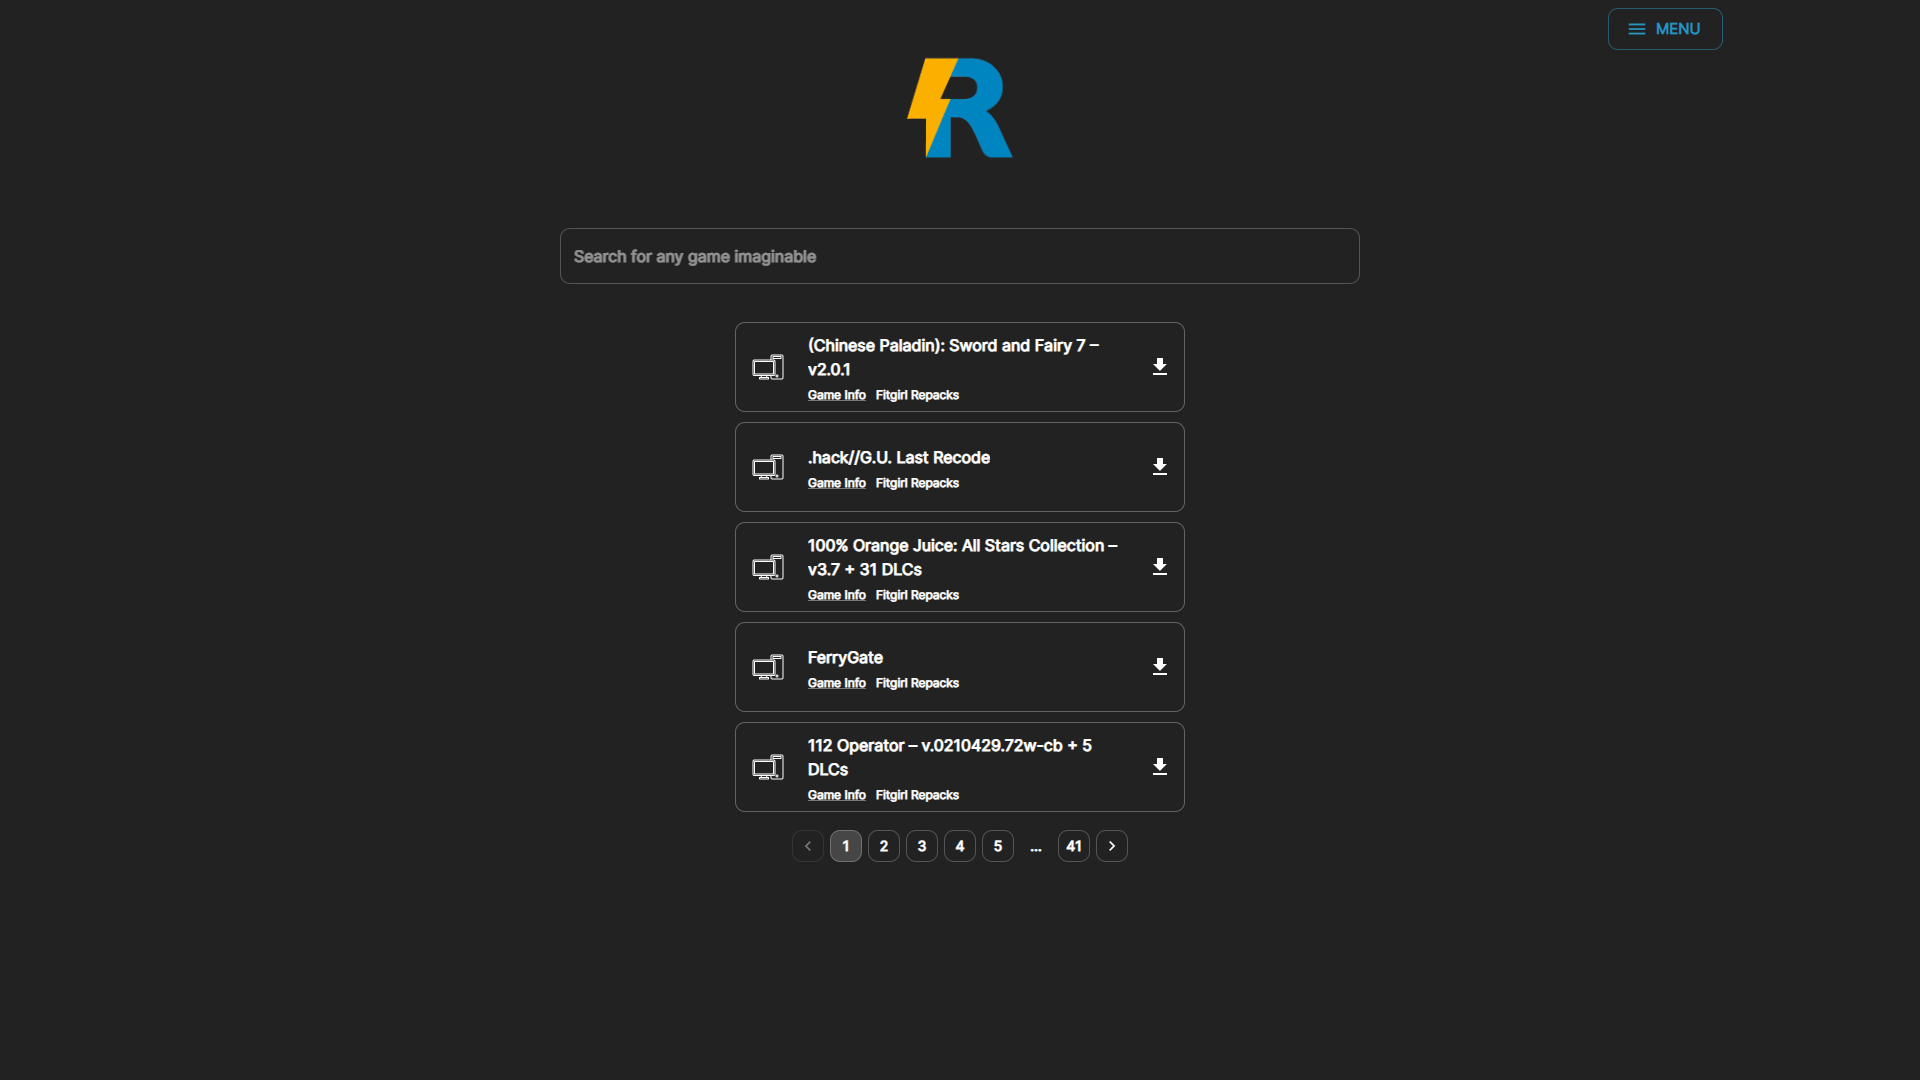 MENU
R
Search for any game imaginable
(Chinese Paladin): Sword and Fairy 7 –
v2.0.1
Game Info Fitgirl Repacks
.hack//G.U. Last Recode
Game Info Fitgirl Repacks
100% Orange Juice: All Stars Collection –
v3.7 + 31 DLCs
Game Info Fitgirl Repacks
FerryGate
Game Info Fitgirl Repacks
112 Operator – v.0210429.72w-cb + 5
DLCs
Game Info Fitgirl Repacks
1 2 3 4 5 ... 41